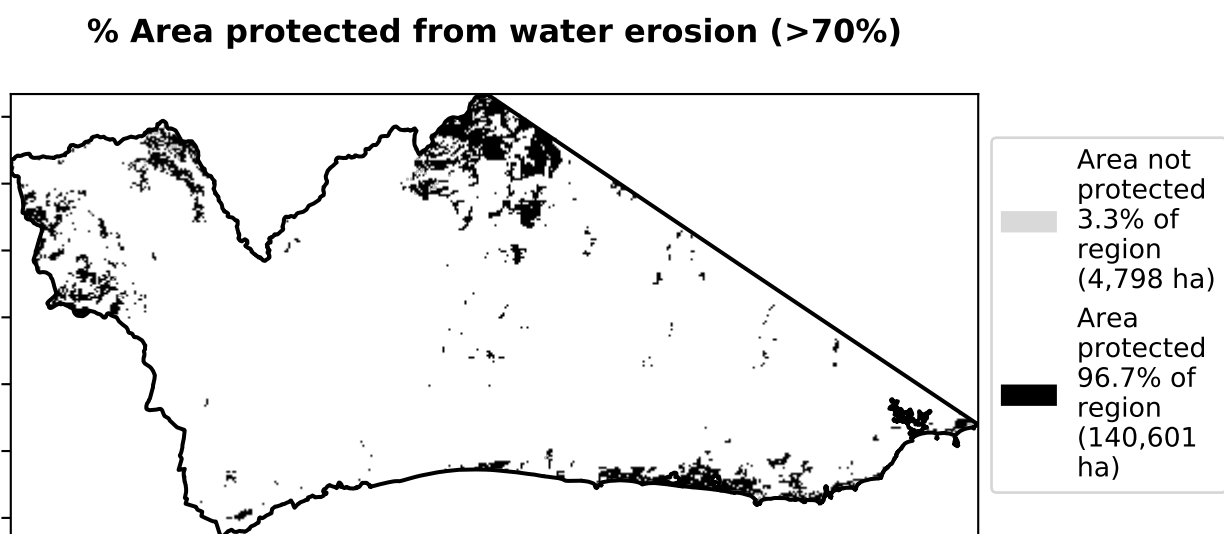 % Area protected from water erosion (>70%)
Area not
protected
3.3% of
region
(4,798 ha)
Area
protected
96.7% of
region
(140,601
ha)